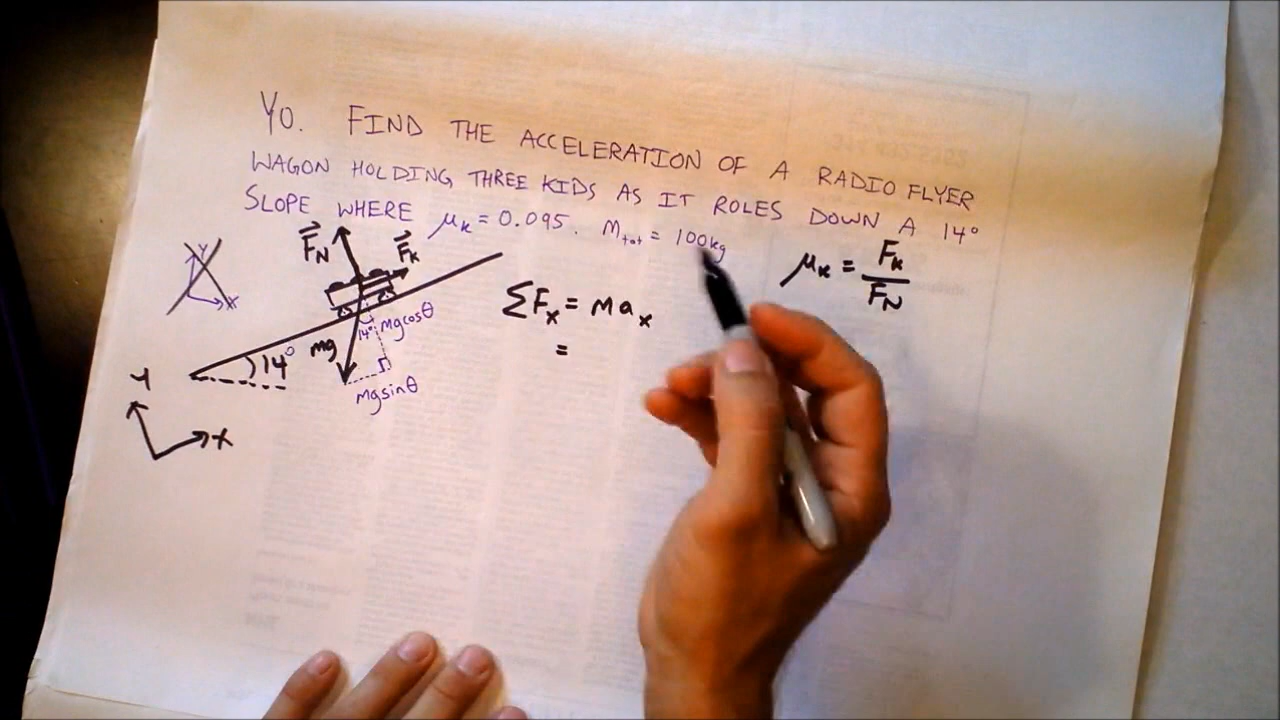 YO. FIND THE ACCELERATION OF A RADIO FLYER
WAGON HOLDING THREE KIDS AS IT ROLES DOWN A 14°
SLOPE WHERE μk = 0.095. Mtot = 100kg
μk = Fk/FN
FN
Fk
Y
X
ΣFx = max
=
14°
mgcosθ
14°
mg
mgsinθ
Y
X